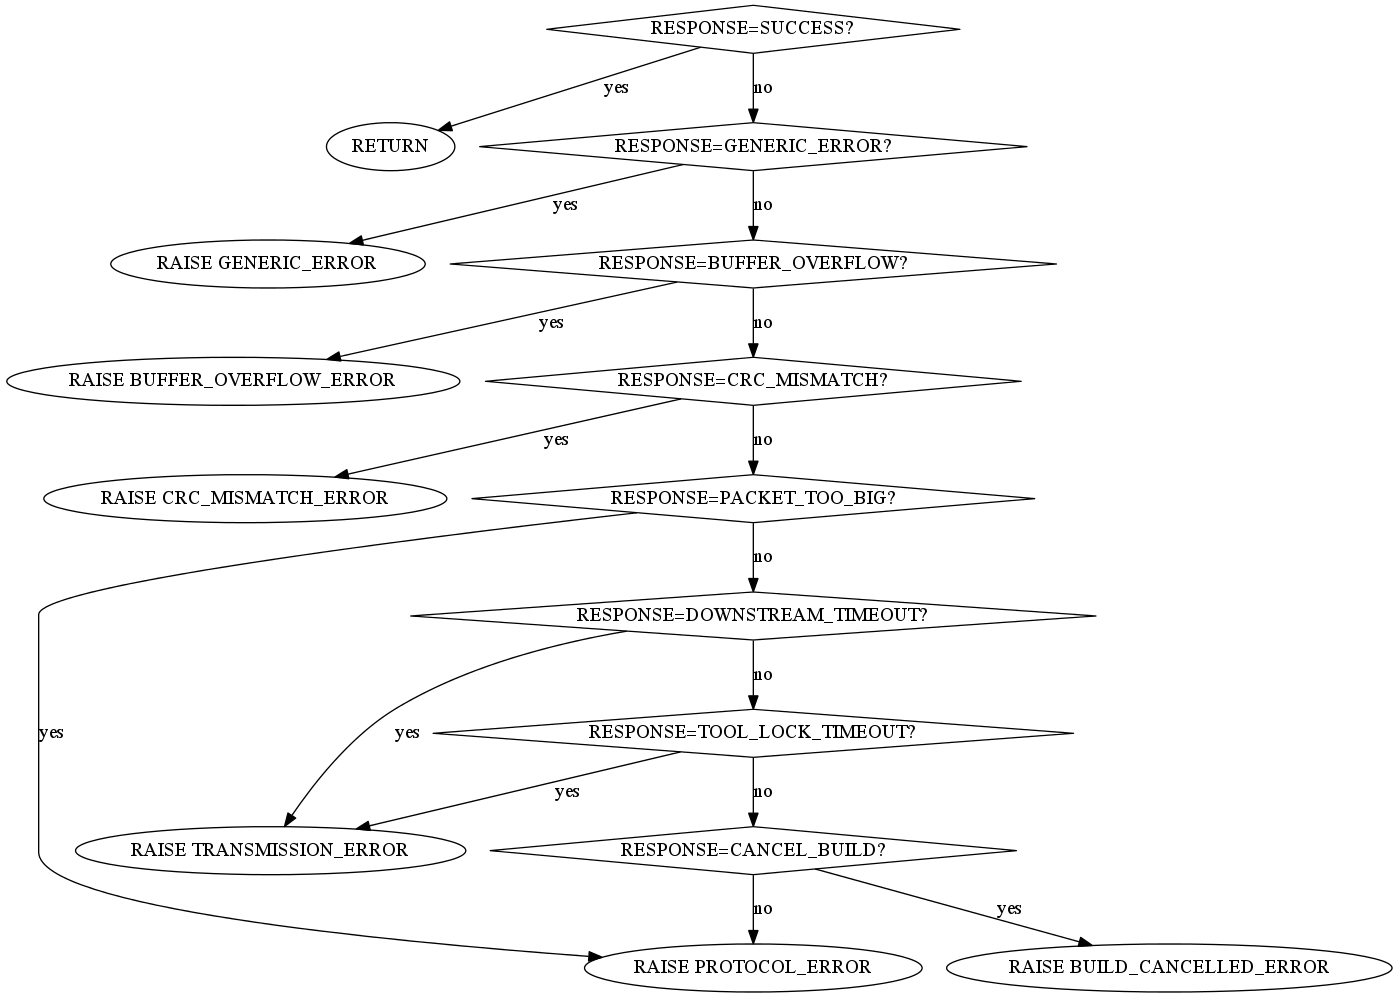 RESPONSE=SUCCESS?
yes
no
RETURN
RESPONSE=GENERIC_ERROR?
yes
no
RAISE GENERIC_ERROR
RESPONSE=BUFFER_OVERFLOW?
yes
no
RAISE BUFFER_OVERFLOW_ERROR
RESPONSE=CRC_MISMATCH?
yes
no
RAISE CRC_MISMATCH_ERROR
RESPONSE=PACKET_TOO_BIG?
no
RESPONSE=DOWNSTREAM_TIMEOUT?
no
yes
yes
RESPONSE=TOOL_LOCK_TIMEOUT?
yes
no
RAISE TRANSMISSION_ERROR
RESPONSE=CANCEL_BUILD?
no
yes
RAISE PROTOCOL_ERROR
RAISE BUILD_CANCELLED_ERROR